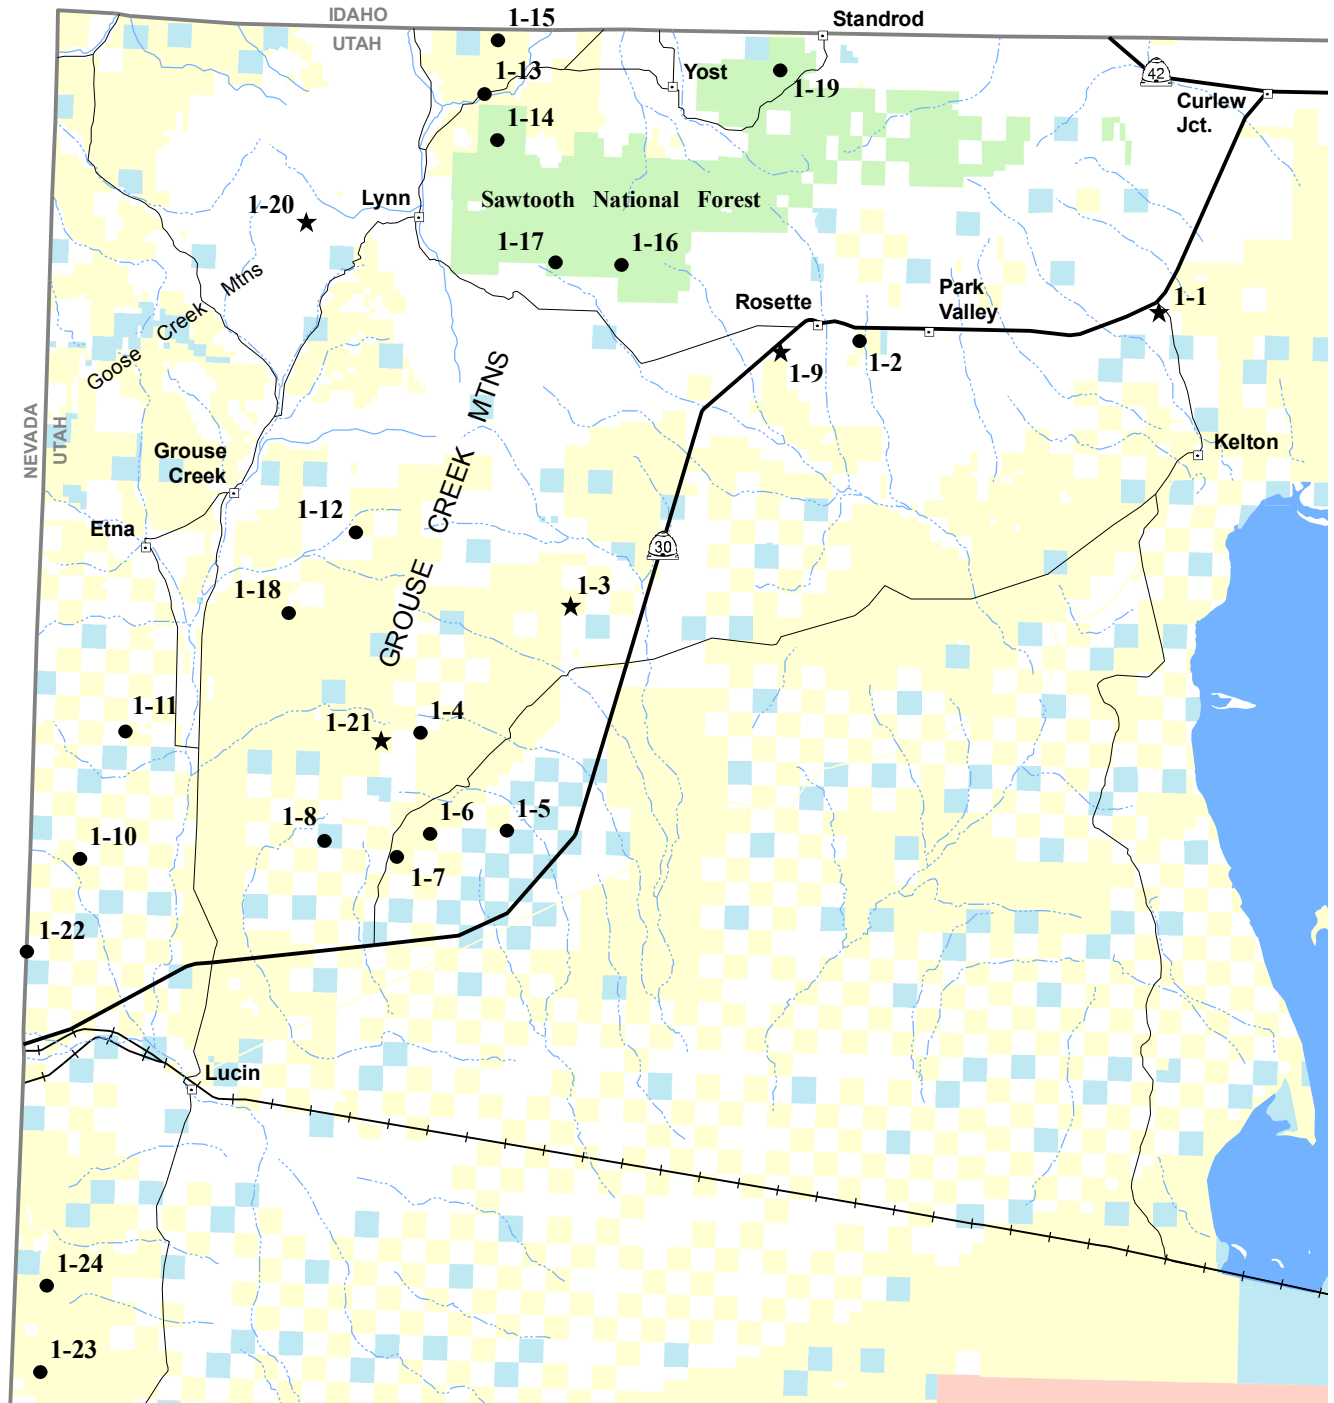 IDAHO
UTAH
Standrod
1-15
1-13
Yost
1-19
42
Curlew
Jct.
1-14
Lynn
Sawtooth National Forest
1-20
1-17
1-16
Goose Creek Mtns
Rosette
Park
Valley
1-1
1-2
1-9
GROUSE CREEK MTNS
NEVADA
UTAH
Grouse
Creek
Kelton
Etna
1-12
30
1-18
1-3
1-11
1-21
1-4
1-8
1-6
1-5
1-10
1-7
1-22
Lucin
1-24
1-23